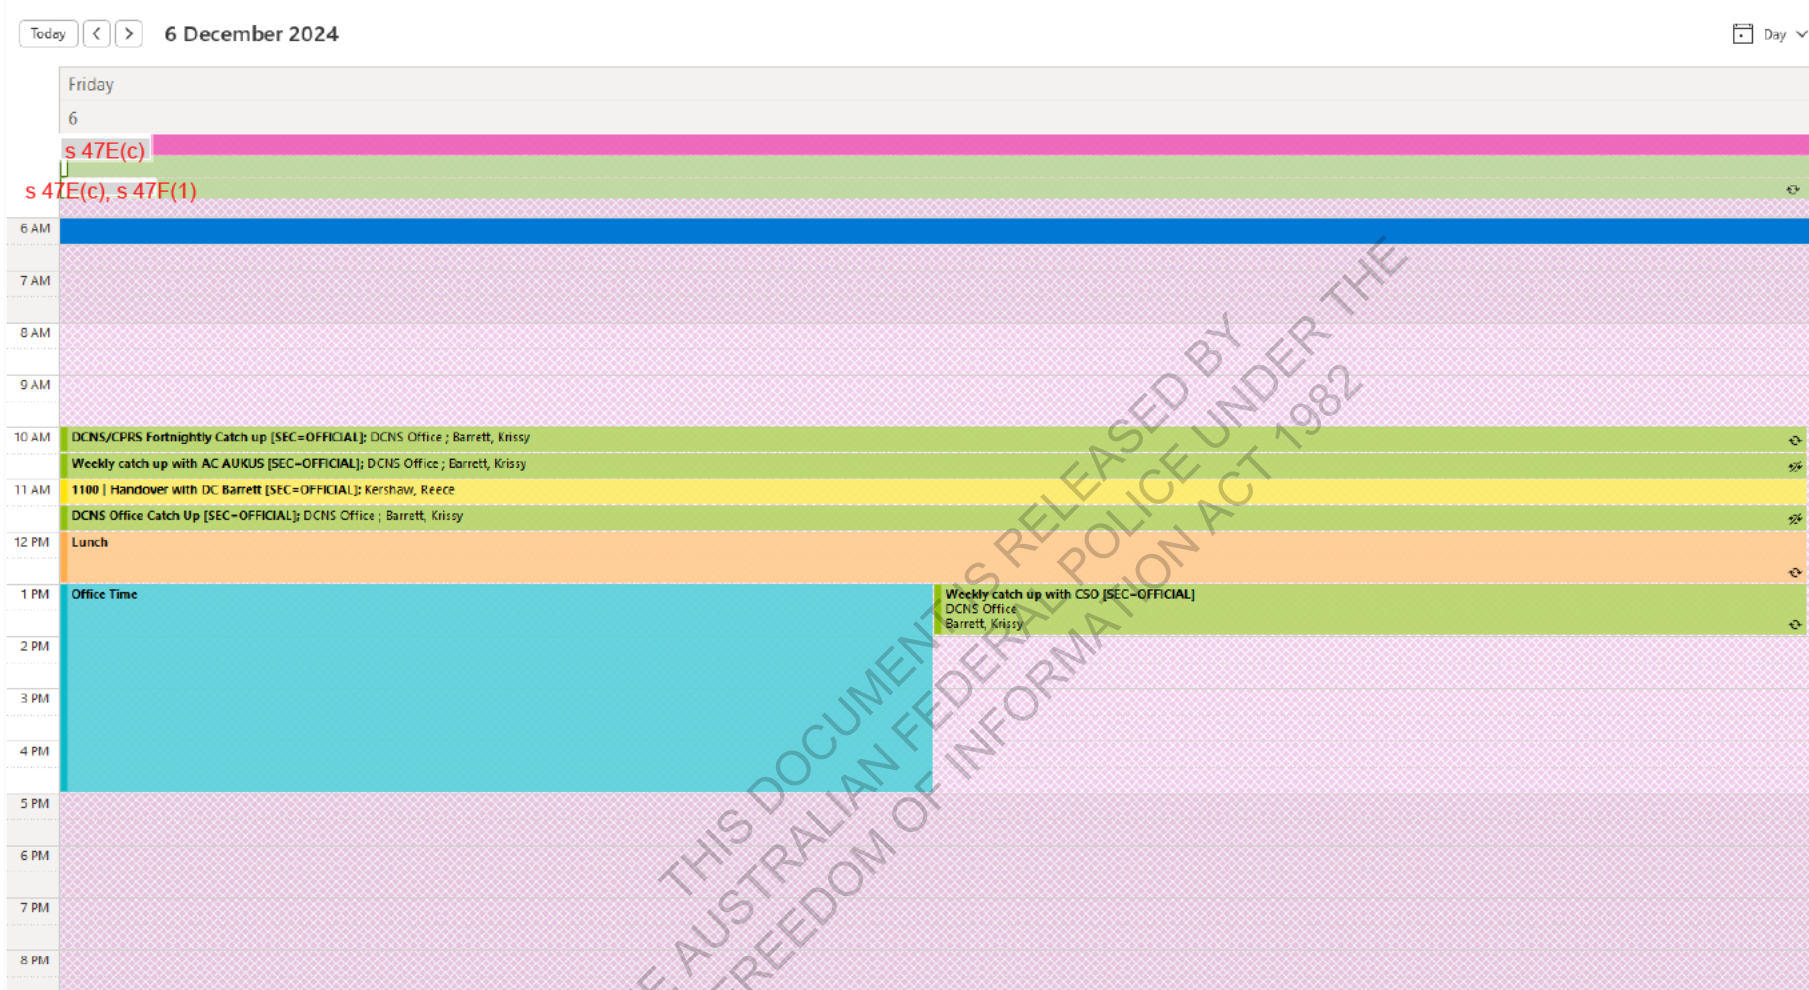 Today
6 December 2024
Day
Friday
6
s 47E(c)
s 47E(c), s 47F(1)
6 AM
7 AM
8 AM
9 AM
10 AM
DCNS/CPRS Fortnightly Catch up [SEC=OFFICIAL]; DCNS Office ; Barrett, Krissy
Weekly catch up with AC AUKUS [SEC=OFFICIAL]; DCNS Office ; Barrett, Krissy
11 AM
1100 | Handover with DC Barrett [SEC=OFFICIAL]; Kershaw, Reece
DCNS Office Catch Up [SEC=OFFICIAL]; DCNS Office ; Barrett, Krissy
12 PM
Lunch
1 PM
Office Time
Weekly catch up with CSO [SEC=OFFICIAL]
DCNS Office
Barrett, Krissy
2 PM
3 PM
4 PM
5 PM
6 PM
7 PM
8 PM
THIS DOCUMENT IS RELEASED BY
AUSTRALIAN FEDERAL POLICE UNDER THE
FREEDOM OF INFORMATION ACT 1982